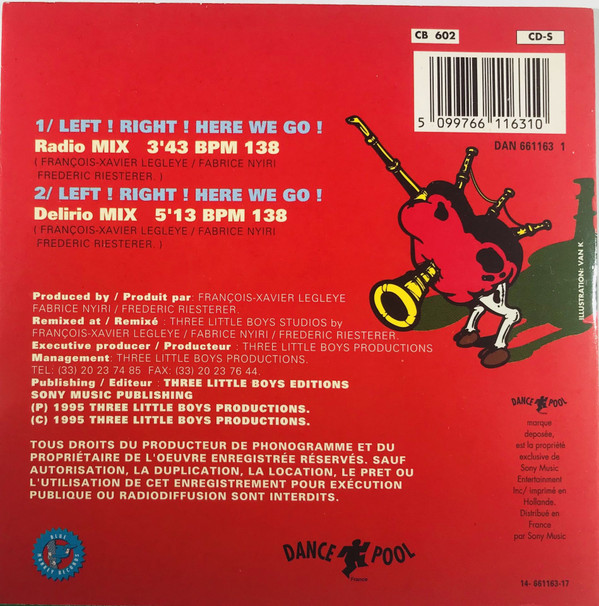 CB 602
CD-S
5 099766 116310
DAN 661163 1
1/ LEFT ! RIGHT ! HERE WE GO !
Radio MIX 3'43 BPM 138
( FRANÇOIS-XAVIER LEGLEYE / FABRICE NYIRI
FREDERIC RIESTERER. )
2/ LEFT ! RIGHT ! HERE WE GO !
Delirio MIX 5'13 BPM 138
( FRANÇOIS-XAVIER LEGLEYE / FABRICE NYIRI
FREDERIC RIESTERER. )
ILLUSTRATION: VAN K
Produced by / Produit par: FRANÇOIS-XAVIER LEGLEYE
FABRICE NYIRI / FREDERIC RIESTERER.
Remixed at / Remixé : THREE LITTLE BOYS STUDIOS by
FRANÇOIS-XAVIER LEGLEYE / FABRICE NYIRI / FREDERIC RIESTERER.
Executive producer / Producteur : THREE LITTLE BOYS PRODUCTIONS
Management: THREE LITTLE BOYS PRODUCTIONS.
TEL: (33) 20 23 74 85 FAX: (33) 20 23 76 44.
Publishing / Editeur : THREE LITTLE BOYS EDITIONS
SONY MUSIC PUBLISHING
(P) 1995 THREE LITTLE BOYS PRODUCTIONS.
(C) 1995 THREE LITTLE BOYS PRODUCTIONS.
TOUS DROITS DU PRODUCTEUR DE PHONOGRAMME ET DU
PROPRIÉTAIRE DE L'OEUVRE ENREGISTRÉE RÉSERVÉS. SAUF
AUTORISATION, LA DUPLICATION, LA LOCATION, LE PRET OU
L'UTILISATION DE CET ENREGISTREMENT POUR EXÉCUTION
PUBLIQUE OU RADIODIFFUSION SONT INTERDITS.
DANCE POOL
marque
deposée,
est la propriété
exclusive de
Sony Music
Entertainment
Inc/ imprimé en
Hollande.
Distribué en
France
par Sony Music
BLUE MONKEY RECORDS
DANCE POOL
France
14- 661163-17